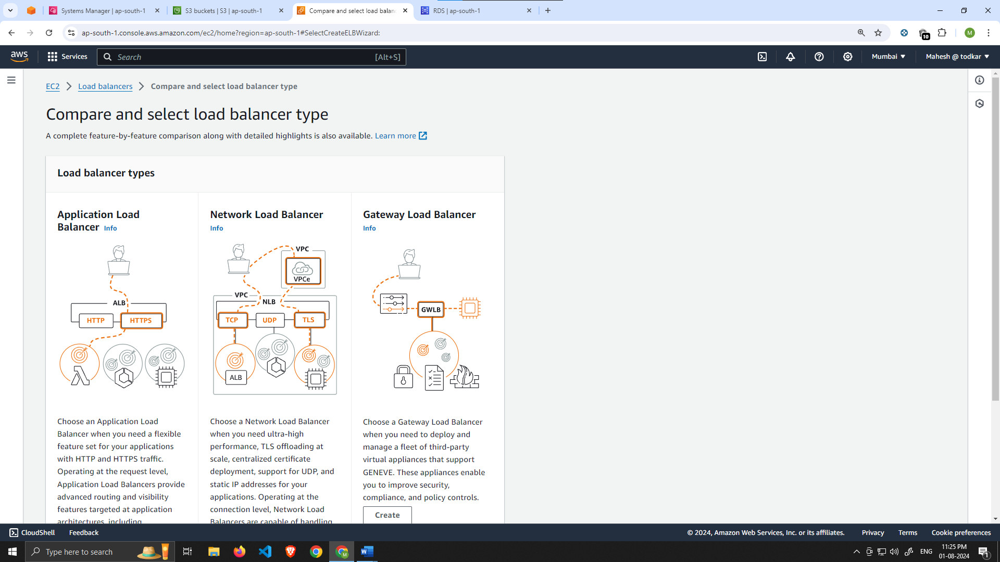 Systems Manager | ap-south-1
S3 buckets | S3 | ap-south-1
Compare and select load balan
RDS | ap-south-1
ap-south-1.console.aws.amazon.com/ec2/home?region=ap-south-1#SelectCreateELBWizard:
10
M
aws
Services
Search
[Alt+S]
Mumbai
Mahesh @ todkar
EC2
Load balancers
Compare and select load balancer type
Compare and select load balancer type
A complete feature-by-feature comparison along with detailed highlights is also available. Learn more
Load balancer types
Application Load
Balancer Info
ALB
HTTP
HTTPS
Choose an Application Load
Balancer when you need a flexible
feature set for your applications
with HTTP and HTTPS traffic.
Operating at the request level,
Application Load Balancers provide
advanced routing and visibility
features targeted at application
architectures, including
Network Load Balancer
Info
VPC
VPCe
VPC
NLB
TCP
UDP
TLS
ALB
Choose a Network Load Balancer
when you need ultra-high
performance, TLS offloading at
scale, centralized certificate
deployment, support for UDP, and
static IP addresses for your
applications. Operating at the
connection level, Network Load
Balancers are capable of handling
Gateway Load Balancer
Info
GWLB
Choose a Gateway Load Balancer
when you need to deploy and
manage a fleet of third-party
virtual appliances that support
GENEVE. These appliances enable
you to improve security,
compliance, and policy controls.
Create
CloudShell
Feedback
© 2024, Amazon Web Services, Inc. or its affiliates.
Privacy
Terms
Cookie preferences
Type here to search
M
W
ENG
11:25 PM
01-08-2024
1